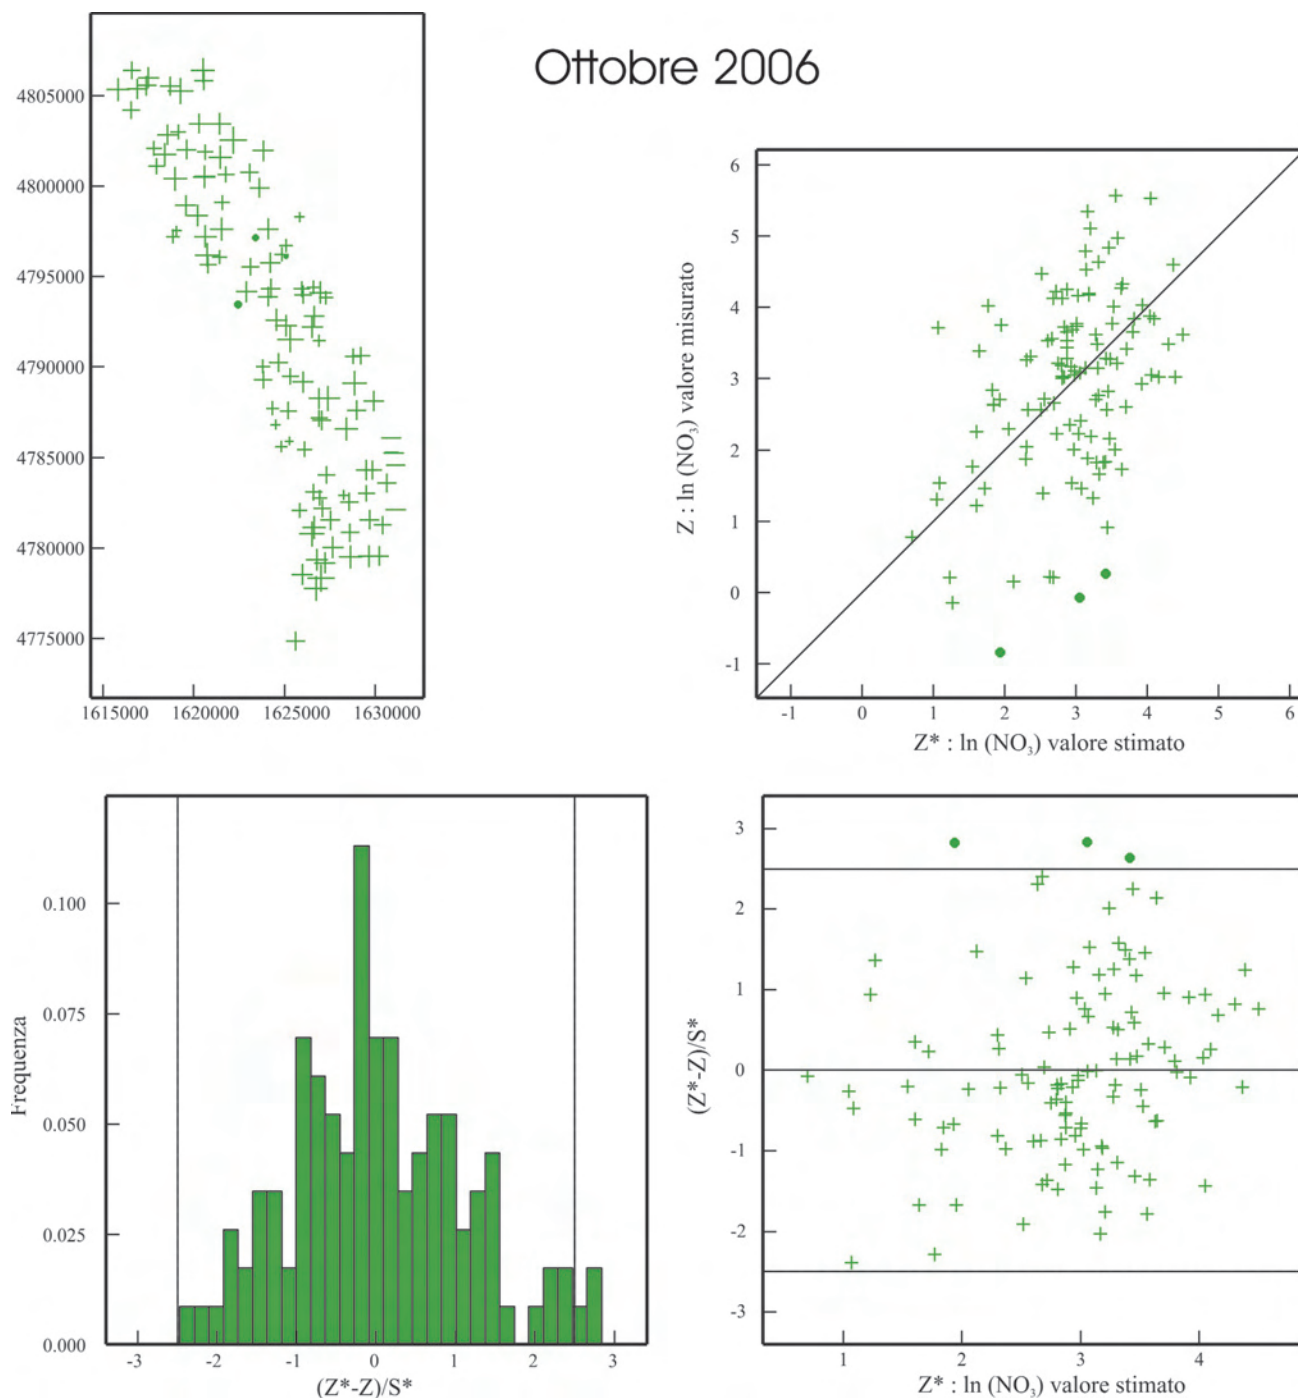 Ottobre 2006
4805000
4800000
4795000
4790000
4785000
4780000
4775000
1615000 1620000 1625000 1630000
Z : ln (NO₃) valore misurato
6
5
4
3
2
1
0
-1
-1 0 1 2 3 4 5 6
Z* : ln (NO₃) valore stimato
Frequenza
0.100
0.075
0.050
0.025
0.000
-3 -2 -1 0 1 2 3
(Z*-Z)/S*
(Z*-Z)/S*
3
2
1
0
-1
-2
-3
1 2 3 4
Z* : ln (NO₃) valore stimato